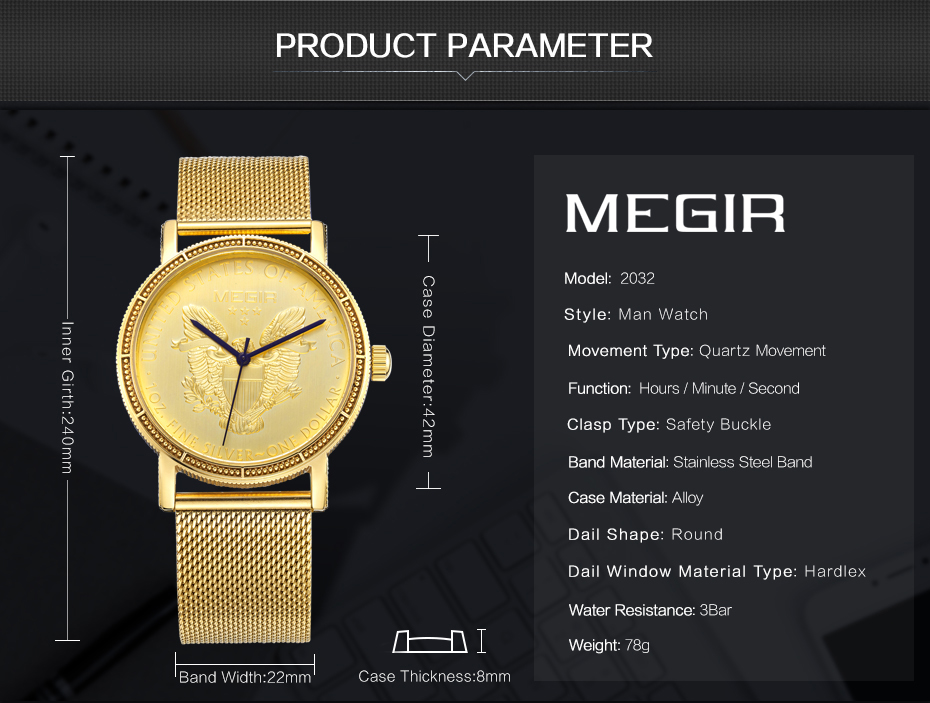 PRODUCT PARAMETER
Inner Girth:240mm
UNITED STATES OF AMERICA
MEGIR
1 OZ. FINE SILVER~ONE DOLLAR
Case Diameter:42mm
Band Width:22mm
Case Thickness:8mm
MEGIR
Model: 2032
Style: Man Watch
Movement Type: Quartz Movement
Function: Hours / Minute / Second
Clasp Type: Safety Buckle
Band Material: Stainless Steel Band
Case Material: Alloy
Dail Shape: Round
Dail Window Material Type: Hardlex
Water Resistance: 3Bar
Weight: 78g